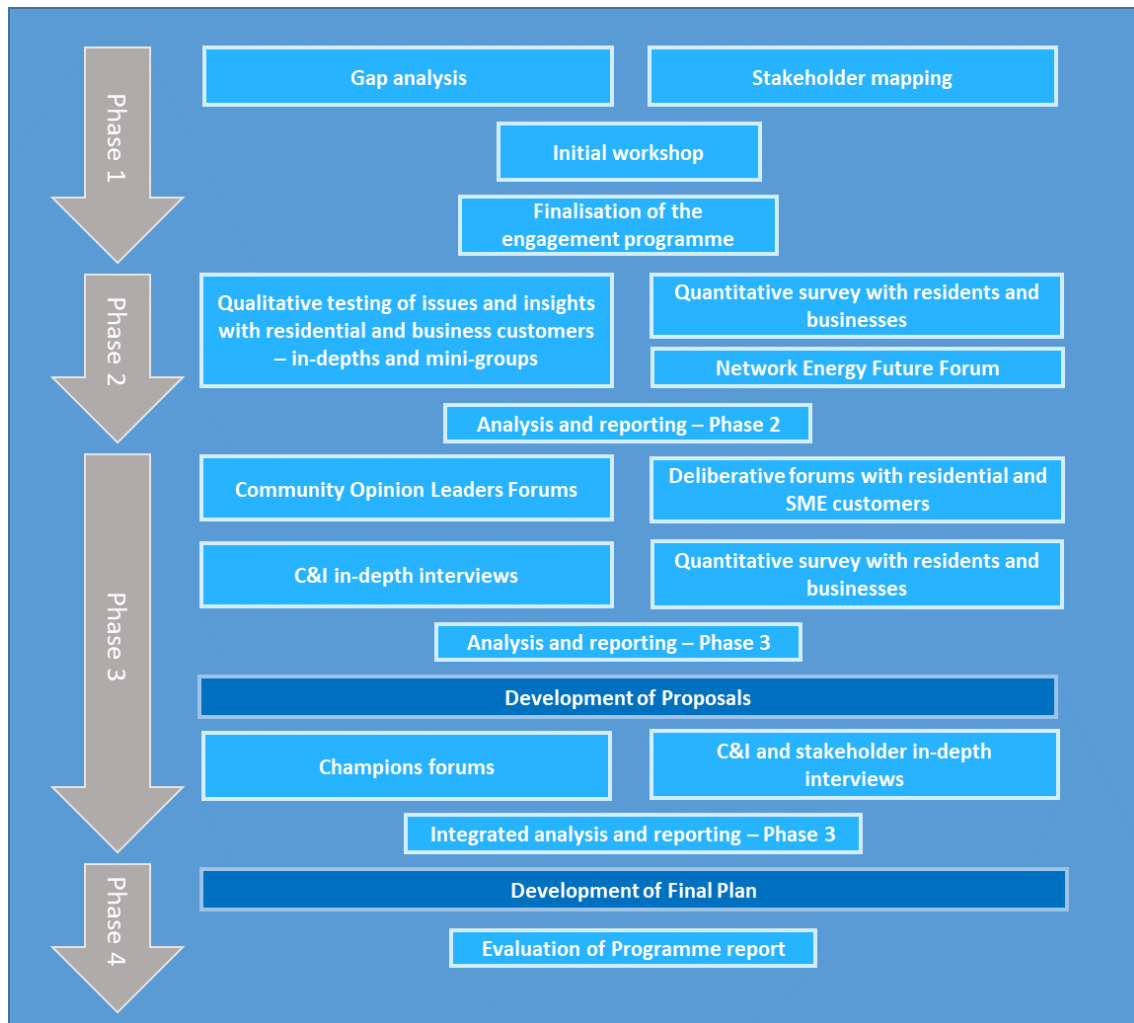 Phase 1
Gap analysis
Stakeholder mapping
Initial workshop
Finalisation of the
engagement programme
Phase 2
Qualitative testing of issues and insights
with residential and business customers
– in-depths and mini-groups
Quantitative survey with residents and
businesses
Network Energy Future Forum
Analysis and reporting – Phase 2
Phase 3
Community Opinion Leaders Forums
Deliberative forums with residential and
SME customers
C&I in-depth interviews
Quantitative survey with residents and
businesses
Analysis and reporting – Phase 3
Development of Proposals
Champions forums
C&I and stakeholder in-depth
interviews
Integrated analysis and reporting – Phase 3
Phase 4
Development of Final Plan
Evaluation of Programme report